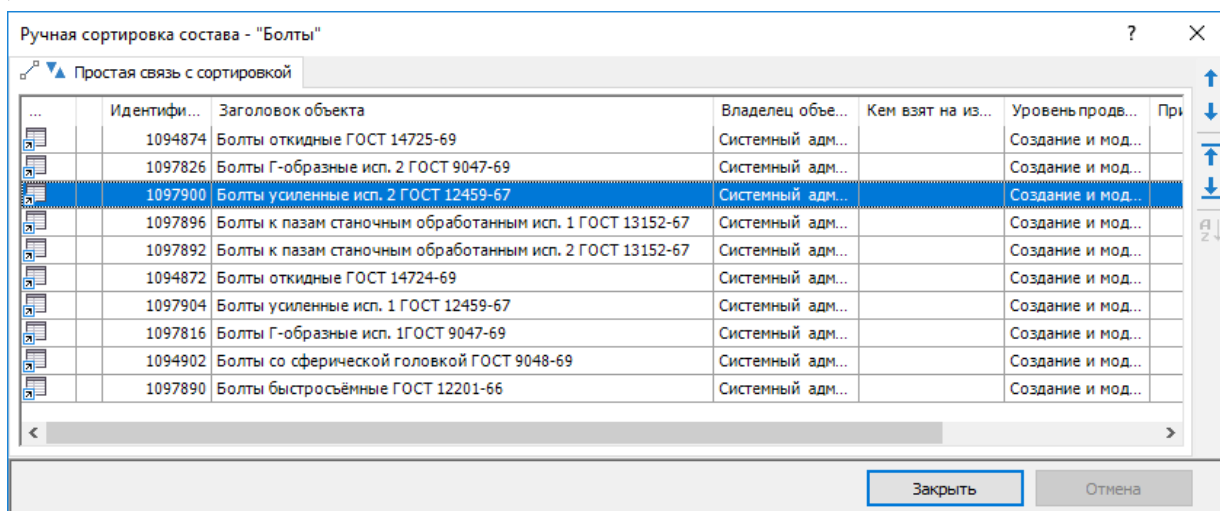 Ручная сортировка состава - "Болты" ?
Простая связь с сортировкой
... Идентифи... Заголовок объекта Владелец объе... Кем взят на из... Уровень продв... При
1094874 Болты откидные ГОСТ 14725-69 Системный адм... Создание и мод...
1097826 Болты Г-образные исп. 2 ГОСТ 9047-69 Системный адм... Создание и мод...
1097900 Болты усиленные исп. 2 ГОСТ 12459-67 Системный адм... Создание и мод...
1097896 Болты к пазам станочным обработанным исп. 1 ГОСТ 13152-67 Системный адм... Создание и мод...
1097892 Болты к пазам станочным обработанным исп. 2 ГОСТ 13152-67 Системный адм... Создание и мод...
1094872 Болты откидные ГОСТ 14724-69 Системный адм... Создание и мод...
1097904 Болты усиленные исп. 1 ГОСТ 12459-67 Системный адм... Создание и мод...
1097816 Болты Г-образные исп. 1ГОСТ 9047-69 Системный адм... Создание и мод...
1094902 Болты со сферической головкой ГОСТ 9048-69 Системный адм... Создание и мод...
1097890 Болты быстросъёмные ГОСТ 12201-66 Системный адм... Создание и мод...
Закрыть Отмена